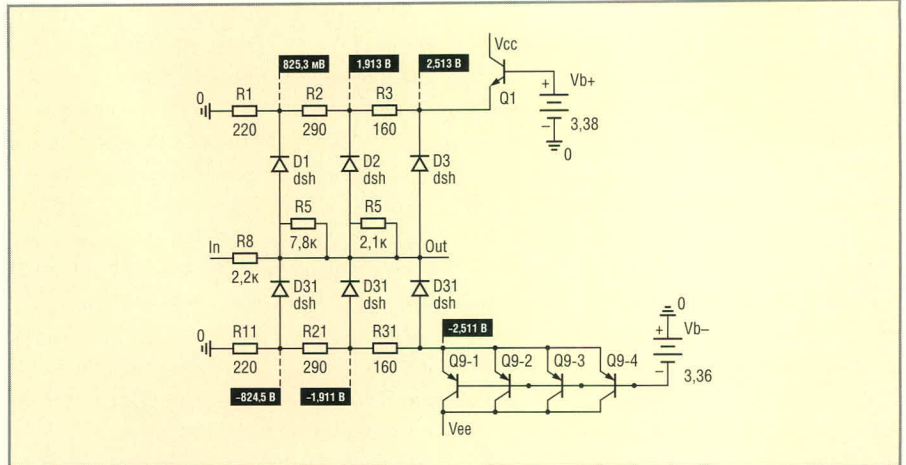 825,3 мВ 1,913 В 2,513 В Vcc
Vb+
0 R1 R2 R3 Q1 +
220 290 160 − 3,38
0
D1 D2 D3
dsh dsh dsh
R5 R5
In R8 7,8к 2,1к Out
2,2к
D31 D31 D31
dsh dsh dsh
0
0 R11 R21 R31 −2,511 В + Vb−
220 290 160 Q9-1 Q9-2 Q9-3 Q9-4 − 3,36
−824,5 В −1,911 В
Vee